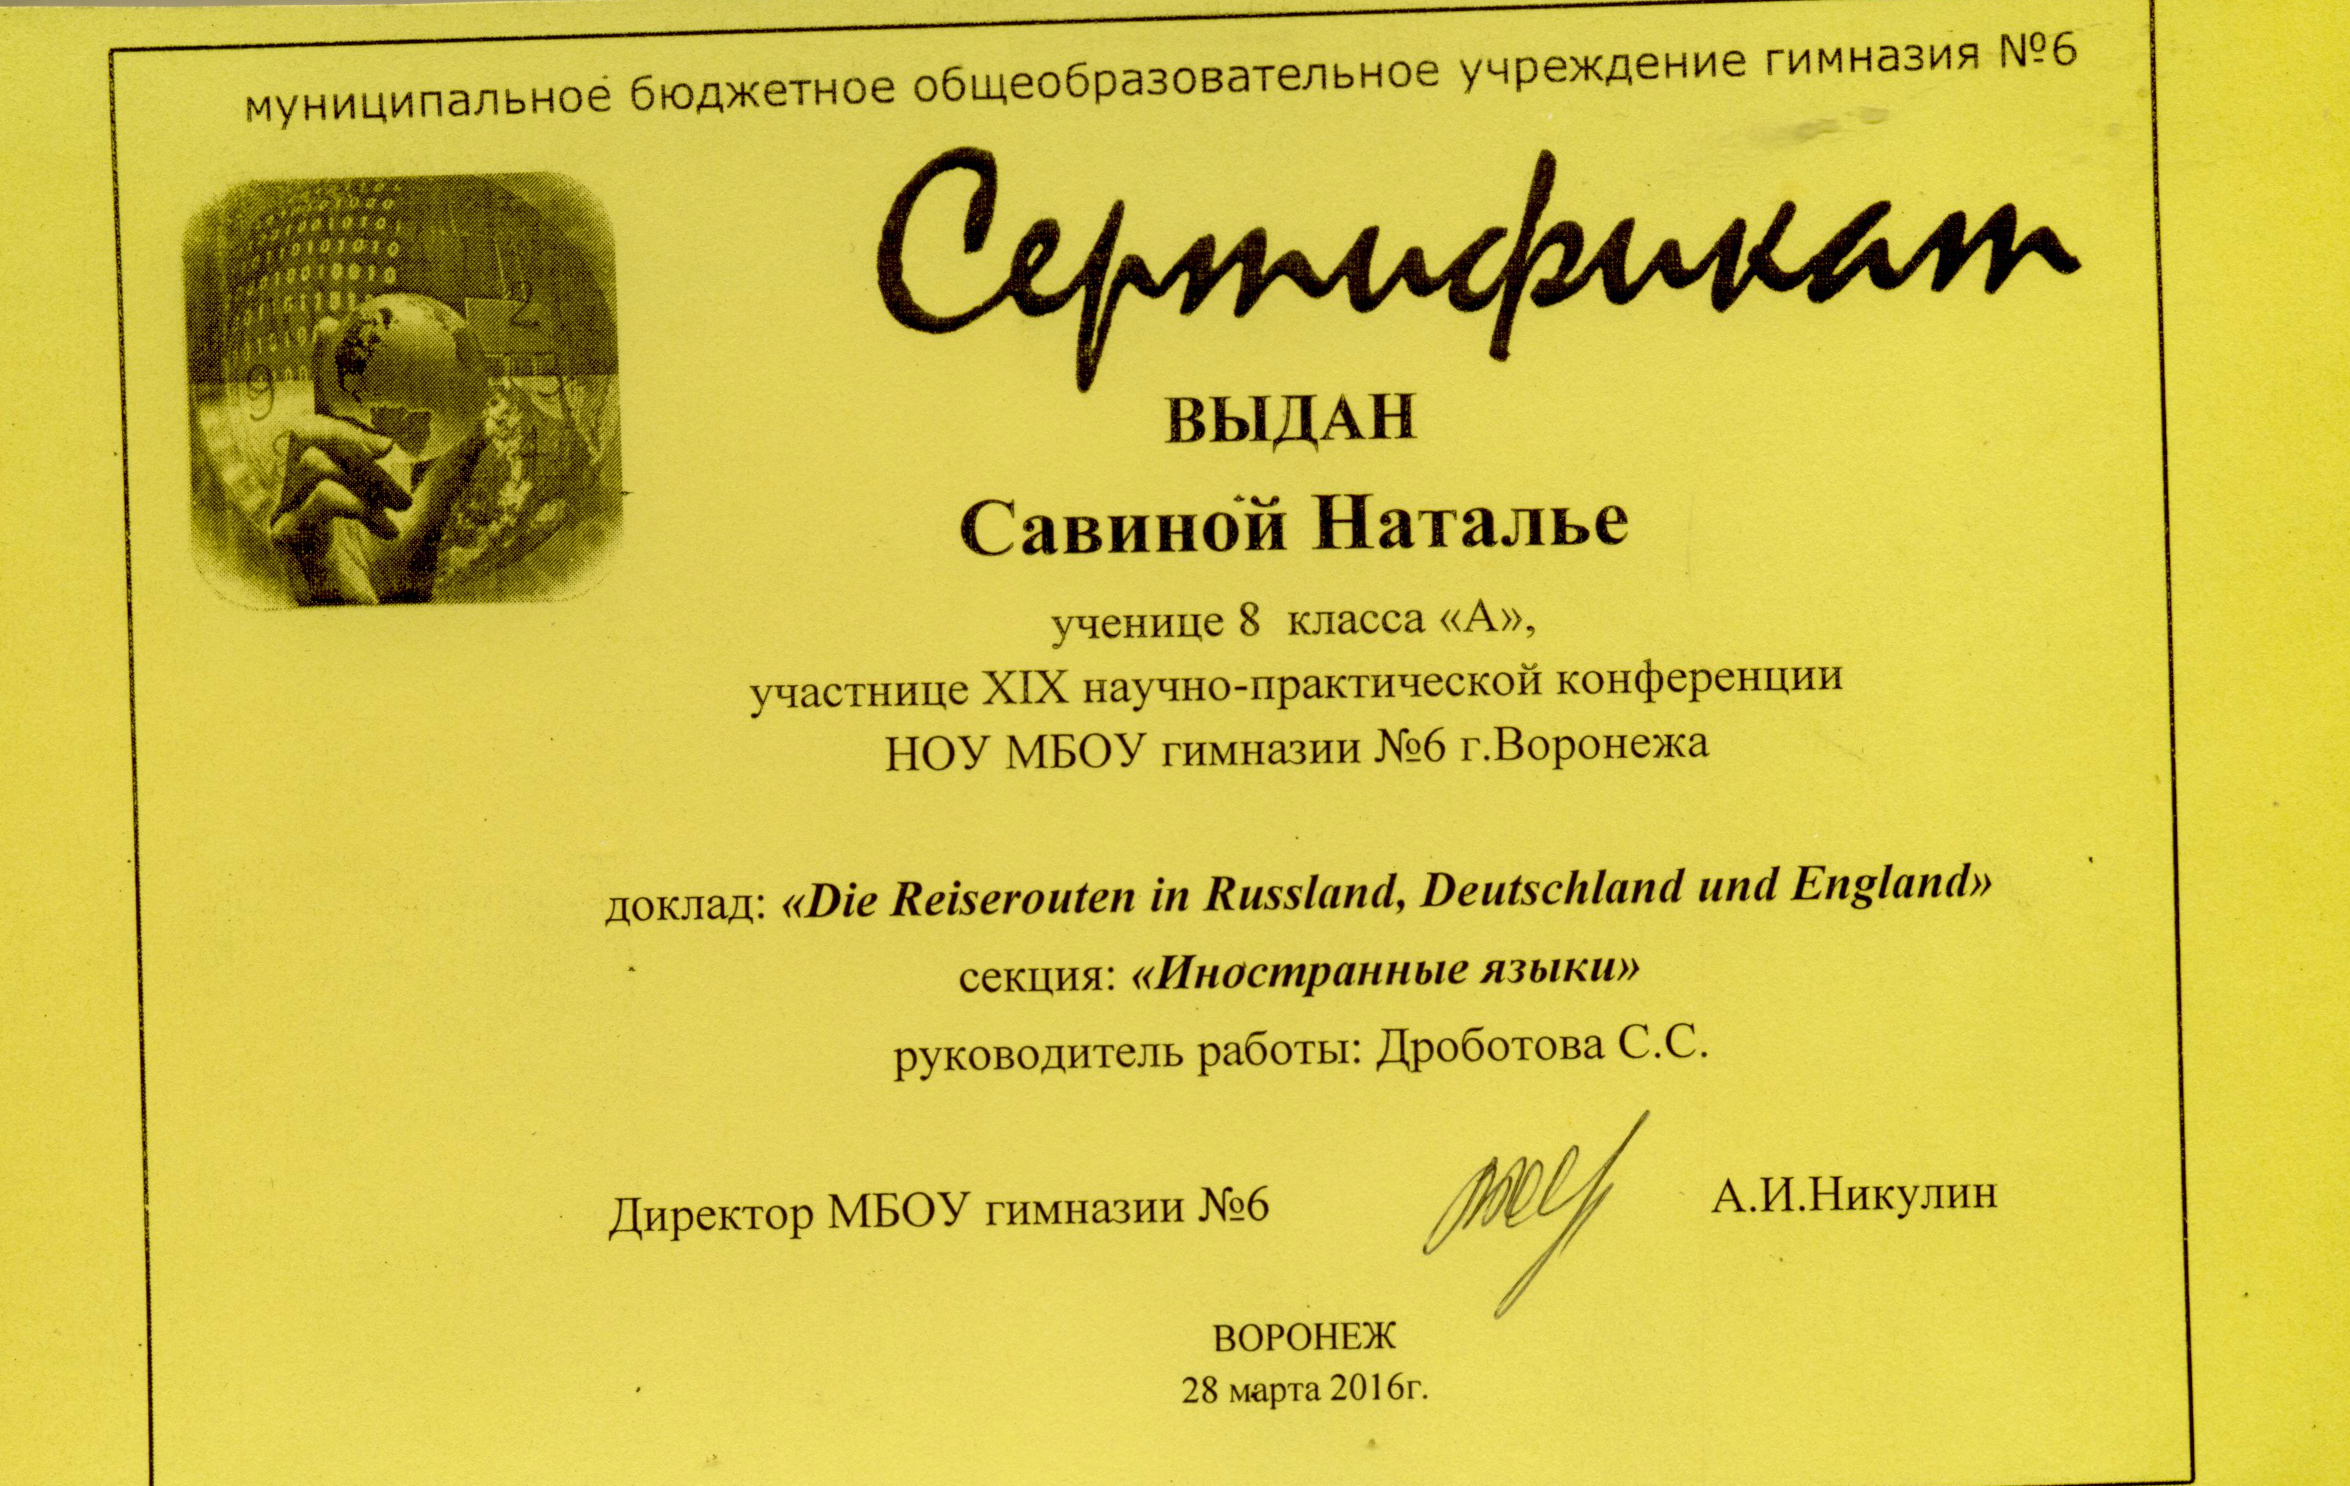 муниципальное бюджетное общеобразовательное учреждение гимназия №6
Сертификат
ВЫДАН
Савиной Наталье
ученице 8 класса «А»,
участнице XIX научно-практической конференции
НОУ МБОУ гимназии №6 г.Воронежа
доклад: «Die Reiserouten in Russland, Deutschland und England»
секция: «Иностранные языки»
руководитель работы: Дроботова С.С.
Директор МБОУ гимназии №6 А.И.Никулин
ВОРОНЕЖ
28 марта 2016г.